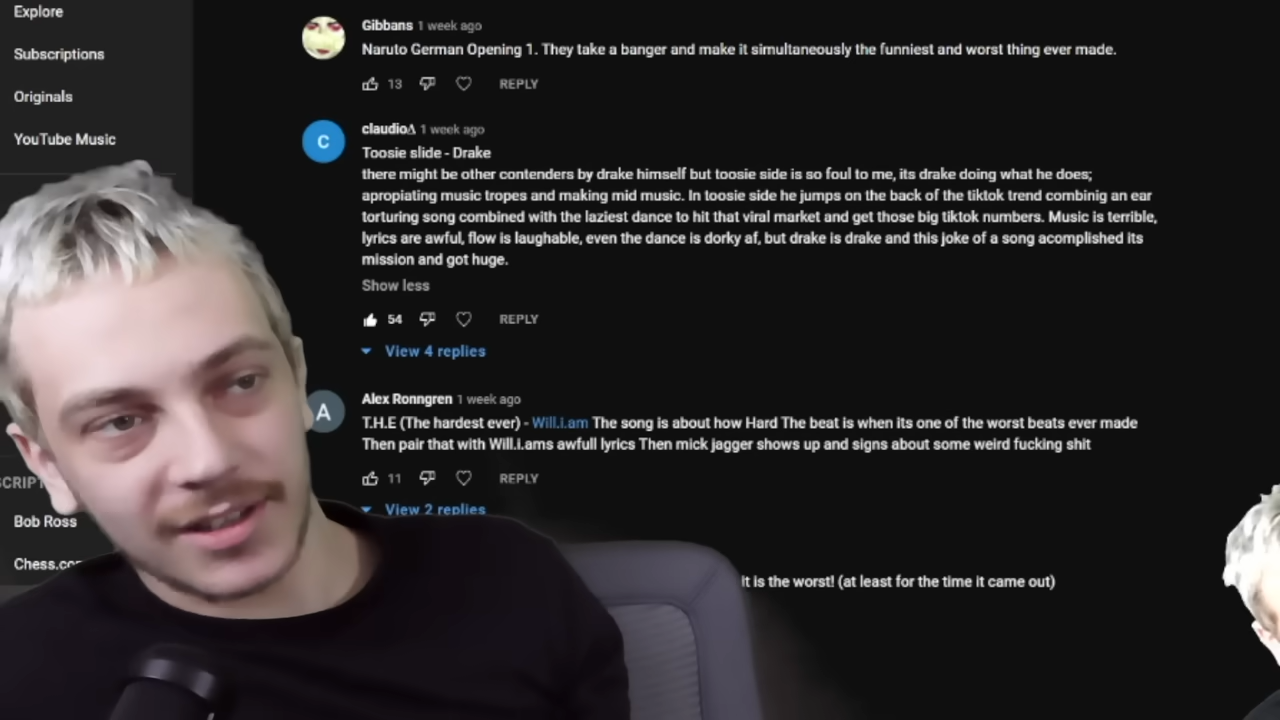 Explore
Subscriptions
Originals
YouTube Music
Bob Ross
Gibbans 1 week ago
Naruto German Opening 1. They take a banger and make it simultaneously the funniest and worst thing ever made.
13 REPLY
C
claudio∆ 1 week ago
Toosie slide - Drake
there might be other contenders by drake himself but toosie side is so foul to me, its drake doing what he does;
apropiating music tropes and making mid music. In toosie side he jumps on the back of the tiktok trend combinig an ear
torturing song combined with the laziest dance to hit that viral market and get those big tiktok numbers. Music is terrible,
lyrics are awful, flow is laughable, even the dance is dorky af, but drake is drake and this joke of a song acomplished its
mission and got huge.
Show less
54 REPLY
View 4 replies
A
Alex Ronngren 1 week ago
T.H.E (The hardest ever) - Will.i.am The song is about how Hard The beat is when its one of the worst beats ever made
Then pair that with Will.i.ams awfull lyrics Then mick jagger shows up and signs about some weird fucking shit
11 REPLY
View 2 replies
it is the worst! (at least for the time it came out)